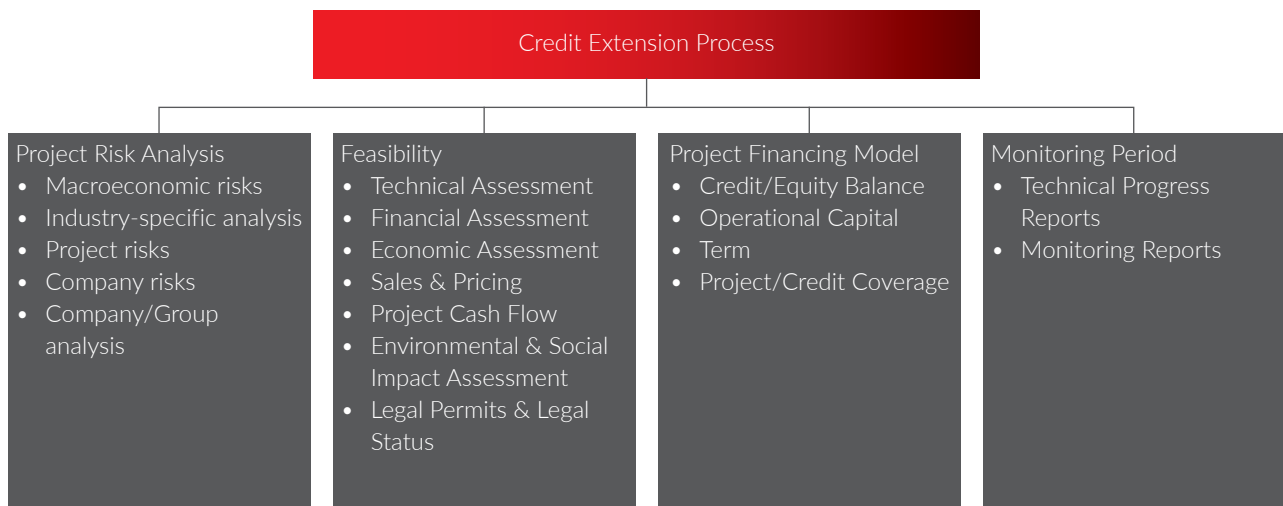 Credit Extension Process
Project Risk Analysis
• Macroeconomic risks
• Industry-specific analysis
• Project risks
• Company risks
• Company/Group
analysis
Feasibility
• Technical Assessment
• Financial Assessment
• Economic Assessment
• Sales & Pricing
• Project Cash Flow
• Environmental & Social
Impact Assessment
• Legal Permits & Legal
Status
Project Financing Model
• Credit/Equity Balance
• Operational Capital
• Term
• Project/Credit Coverage
Monitoring Period
• Technical Progress
Reports
• Monitoring Reports